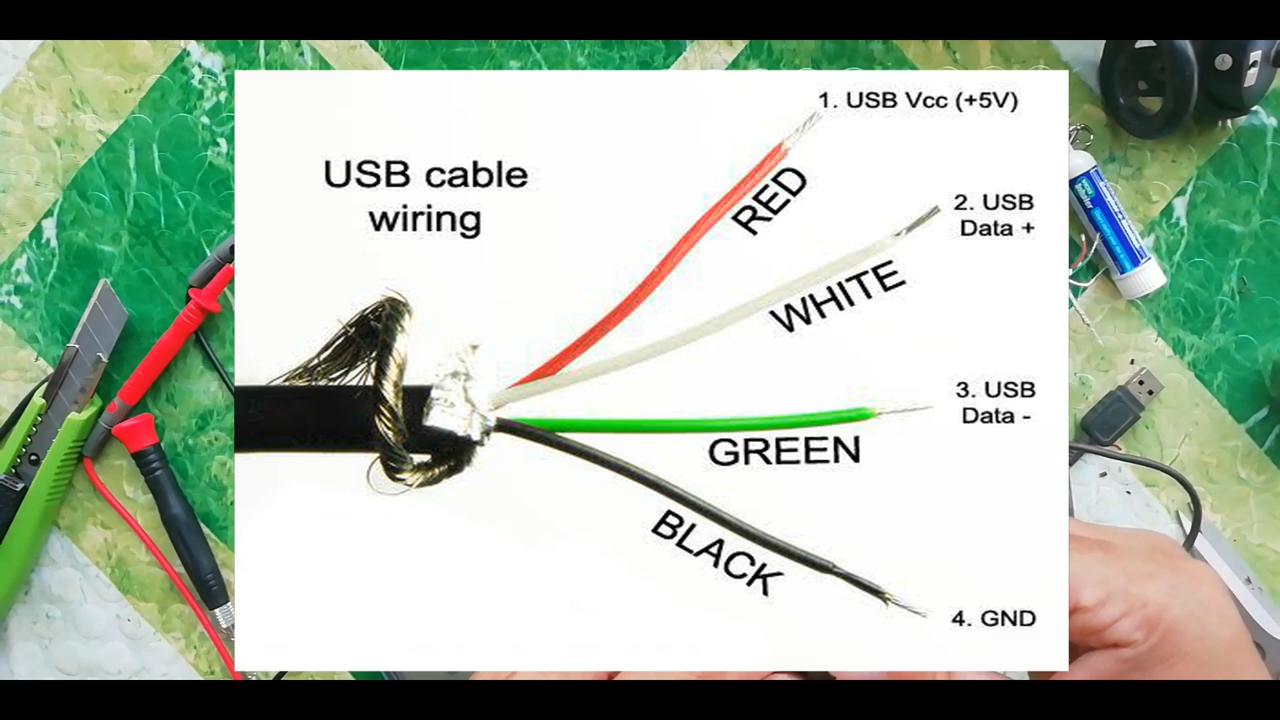 1. USB Vcc (+5V)
USB cable
wiring
RED
2. USB
Data +
WHITE
3. USB
Data -
GREEN
BLACK
4. GND